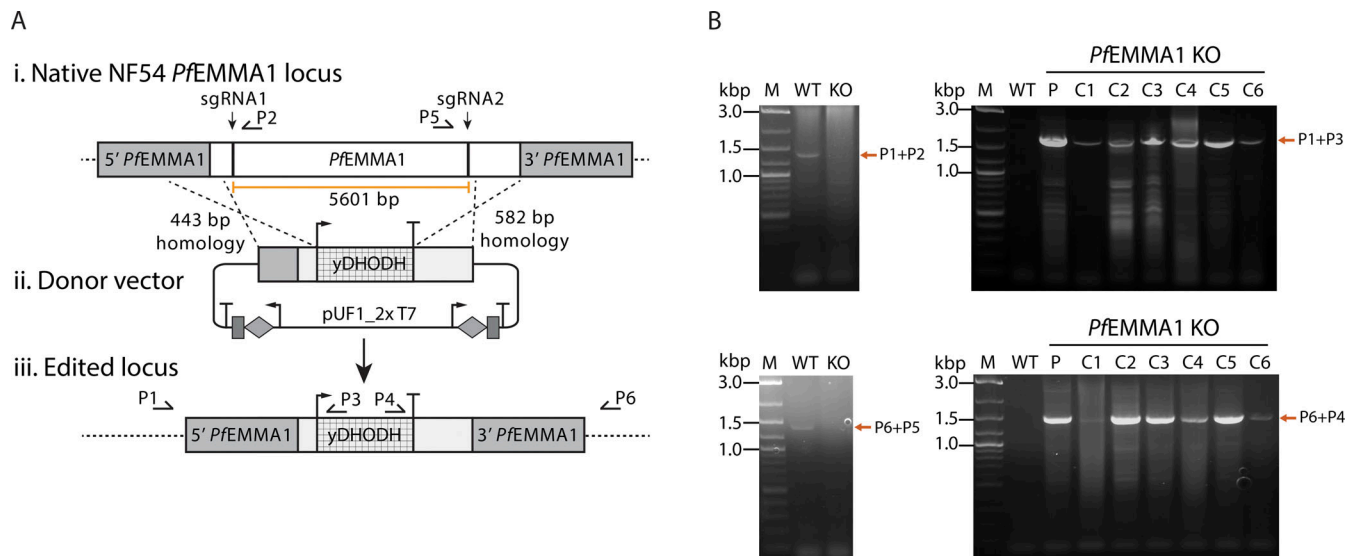 A
i. Native NF54 PfEMMA1 locus
sgRNA1
sgRNA2
P2
P5
5' PfEMMA1
PfEMMA1
3' PfEMMA1
5601 bp
443 bp
homology
582 bp
homology
yDHODH
ii. Donor vector
pUF1_2x T7
iii. Edited locus
P1
P3
P4
P6
5' PfEMMA1
yDHODH
3' PfEMMA1
B
kbp M WT KO
3.0
1.5
1.0
P1+P2
PfEMMA1 KO
kbp M WT P C1 C2 C3 C4 C5 C6
3.0
1.5
1.0
P1+P3
kbp M WT KO
3.0
1.5
1.0
P6+P5
PfEMMA1 KO
kbp M WT P C1 C2 C3 C4 C5 C6
3.0
1.5
1.0
P6+P4